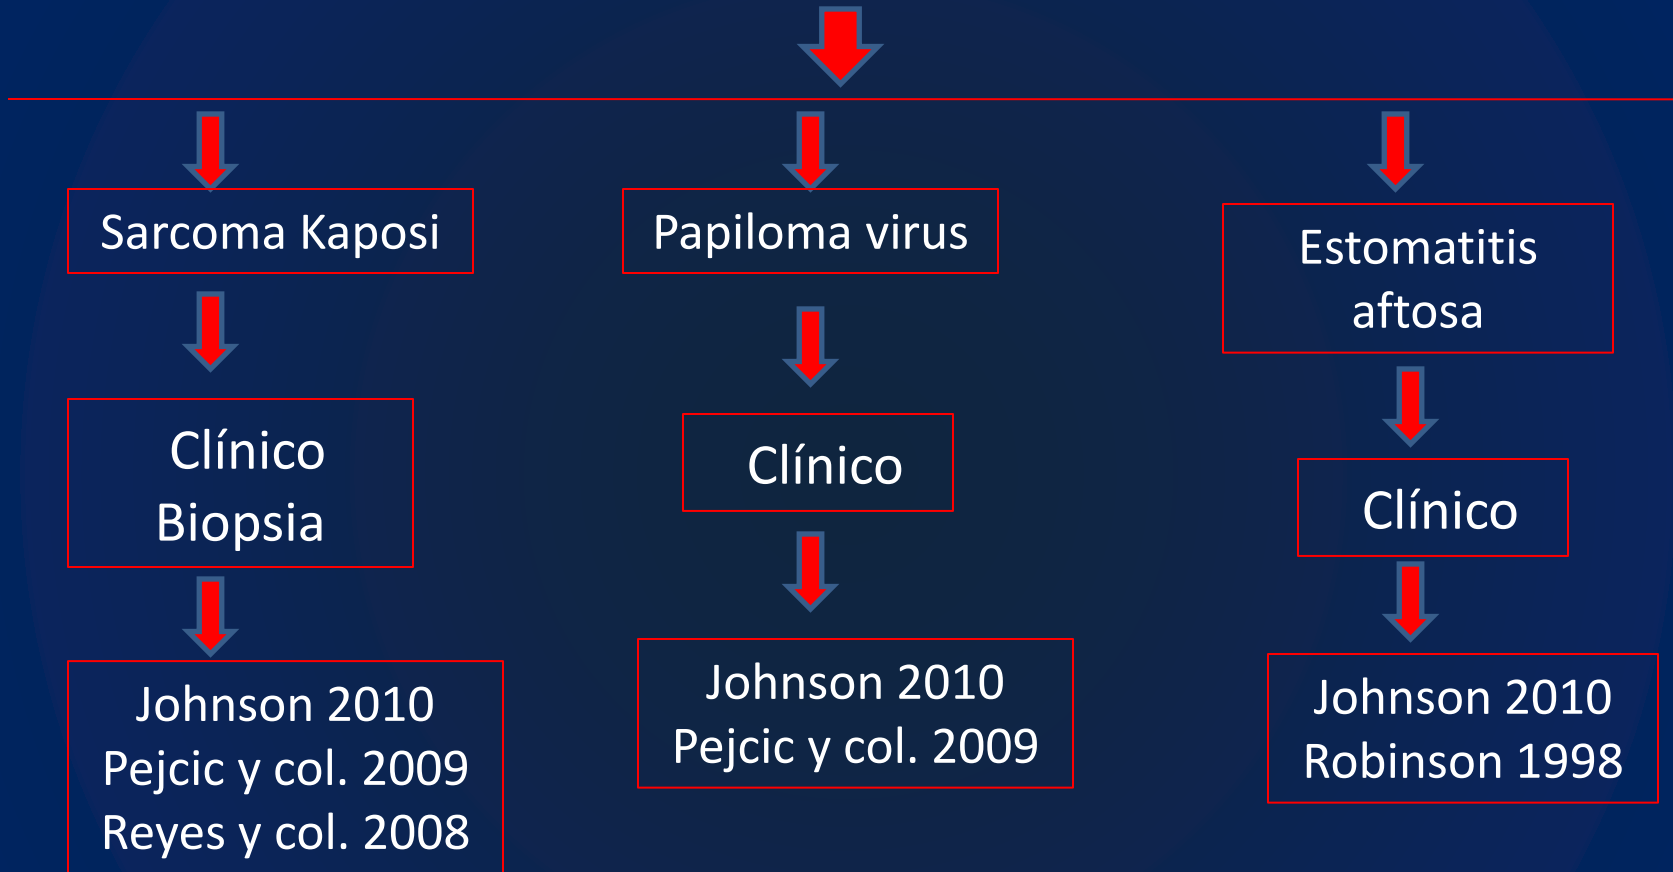 Sarcoma Kaposi
Clínico
Biopsia
Johnson 2010
Pejcic y col. 2009
Reyes y col. 2008
Papiloma virus
Clínico
Johnson 2010
Pejcic y col. 2009
Estomatitis
aftosa
Clínico
Johnson 2010
Robinson 1998